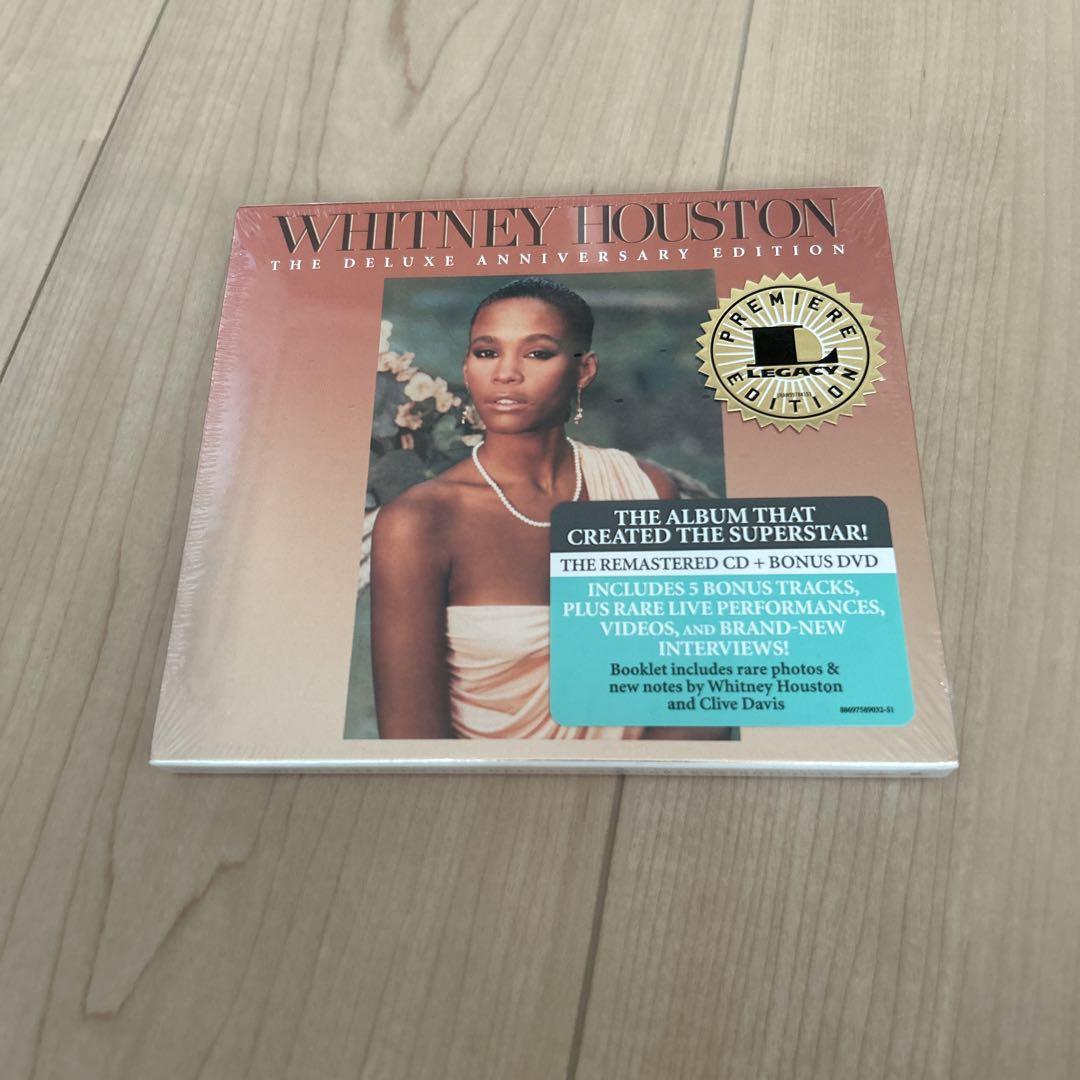 WHITNEY HOUSTON
THE DELUXE ANNIVERSARY EDITION
PREMIERE
L
LEGACY
EDITION
THE ALBUM THAT
CREATED THE SUPERSTAR!
THE REMASTERED CD + BONUS DVD
INCLUDES 5 BONUS TRACKS,
PLUS RARE LIVE PERFORMANCES,
VIDEOS, AND BRAND-NEW
INTERVIEWS!
Booklet includes rare photos &
new notes by Whitney Houston
and Clive Davis
88697589032-S1